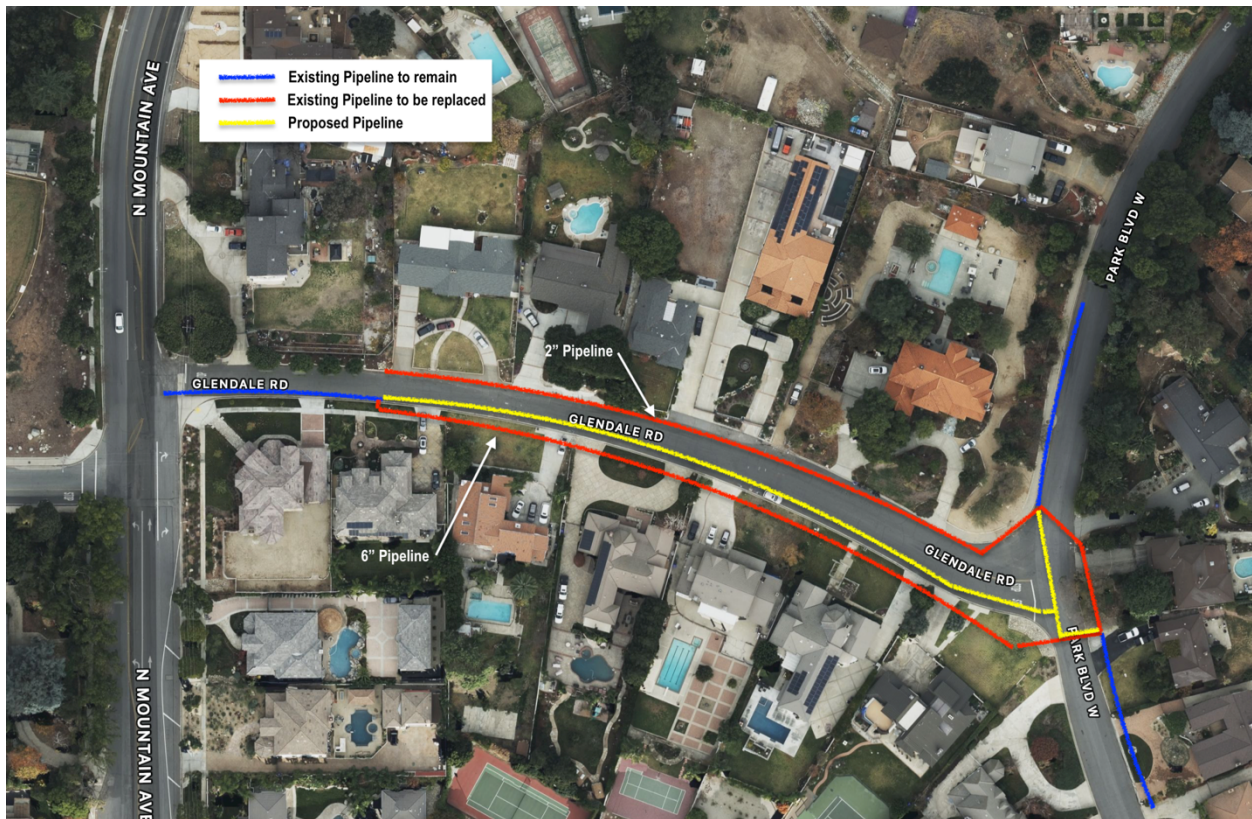 N MOUNTAIN AVE
Existing Pipeline to remain
Existing Pipeline to be replaced
Proposed Pipeline
PARK BLVD W
2” Pipeline
GLENDALE RD
GLENDALE RD
6” Pipeline
GLENDALE RD
PARK BLVD W
N MOUNTAIN AVE